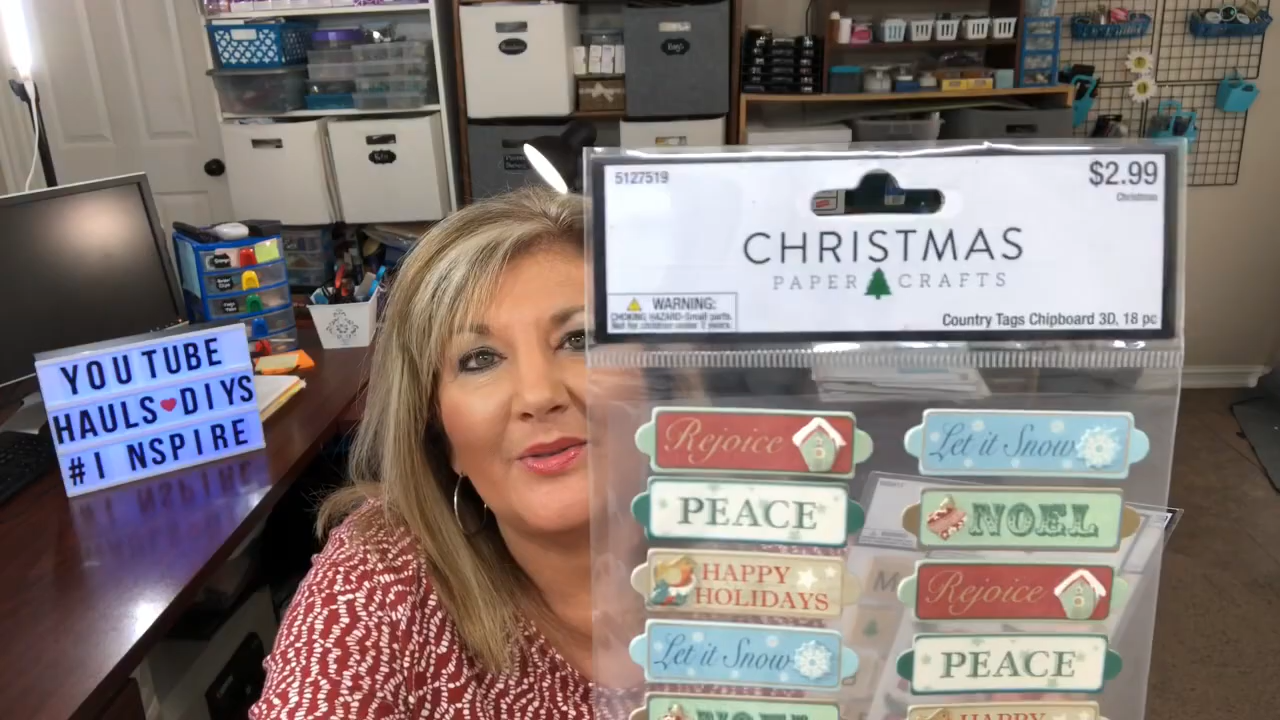 YOU TUBE
HAULS♥DIYS
#I NSPIRE
5127519
$2.99
Christmas
CHRISTMAS
PAPER CRAFTS
WARNING:
CHOKING HAZARD-Small parts.
Not for children under 3 years.
Country Tags Chipboard 3D, 18 pc
Rejoice
Let it Snow
PEACE
NOEL
HAPPY
HOLIDAYS
Rejoice
Let it Snow
PEACE
NOEL
HAPPY